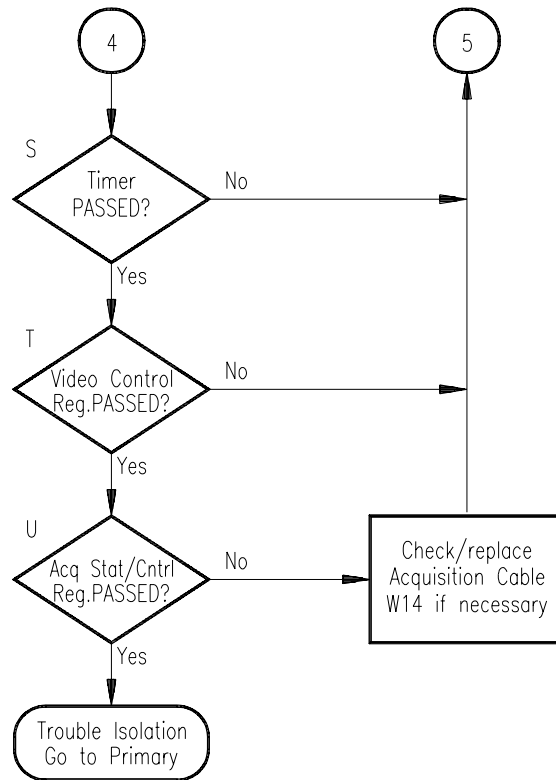 4
5
S
Timer
PASSED?
No
Yes
T
Video Control
Reg.PASSED?
No
Yes
U
Acq Stat/Cntrl
Reg.PASSED?
No
Check/replace
Acquisition Cable
W14 if necessary
Yes
Trouble Isolation
Go to Primary